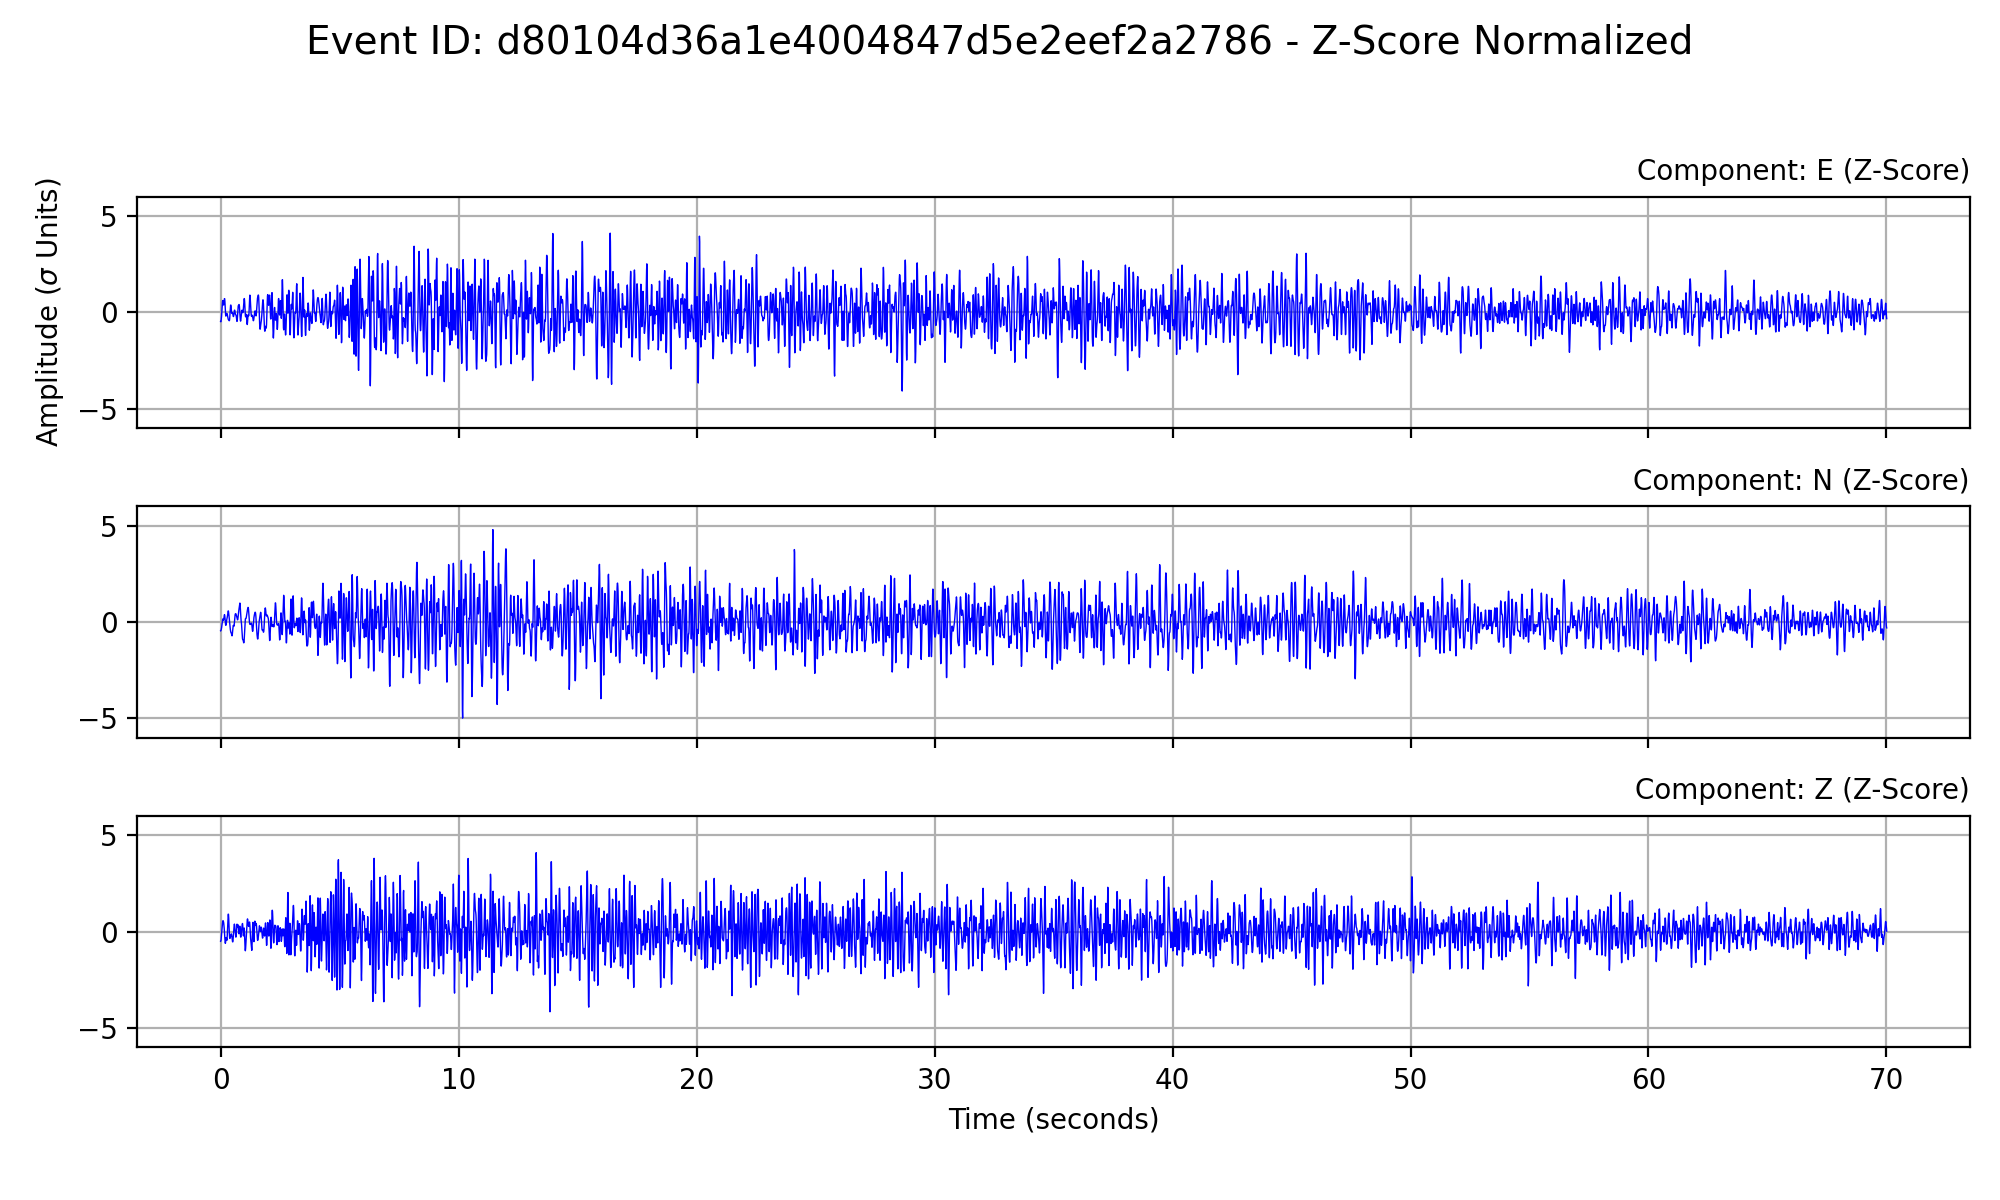 Event ID: d80104d36a1e4004847d5e2eef2a2786 - Z-Score Normalized
Component: E (Z-Score)
Amplitude (σ Units)
5
0
−5
Component: N (Z-Score)
5
0
−5
Component: Z (Z-Score)
5
0
−5
0 10 20 30 40 50 60 70
Time (seconds)